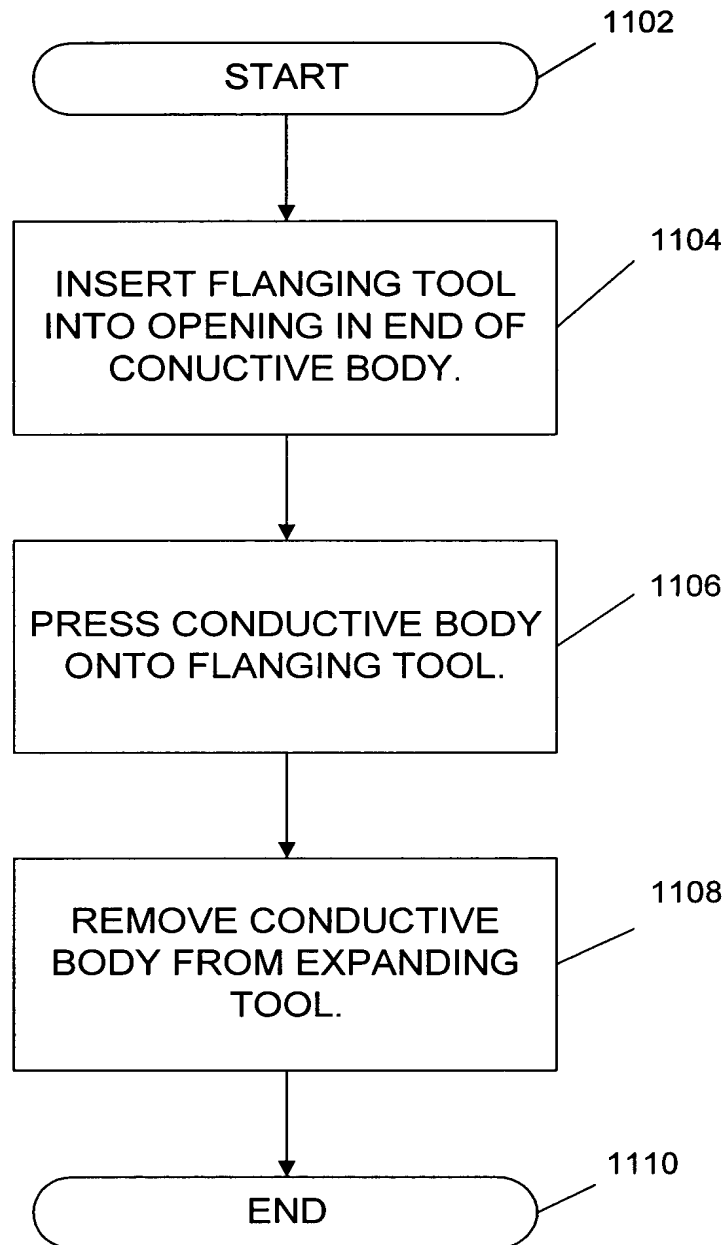 1102
START
1104
INSERT FLANGING TOOL
INTO OPENING IN END OF
CONUCTIVE BODY.
1106
PRESS CONDUCTIVE BODY
ONTO FLANGING TOOL.
1108
REMOVE CONDUCTIVE
BODY FROM EXPANDING
TOOL.
1110
END